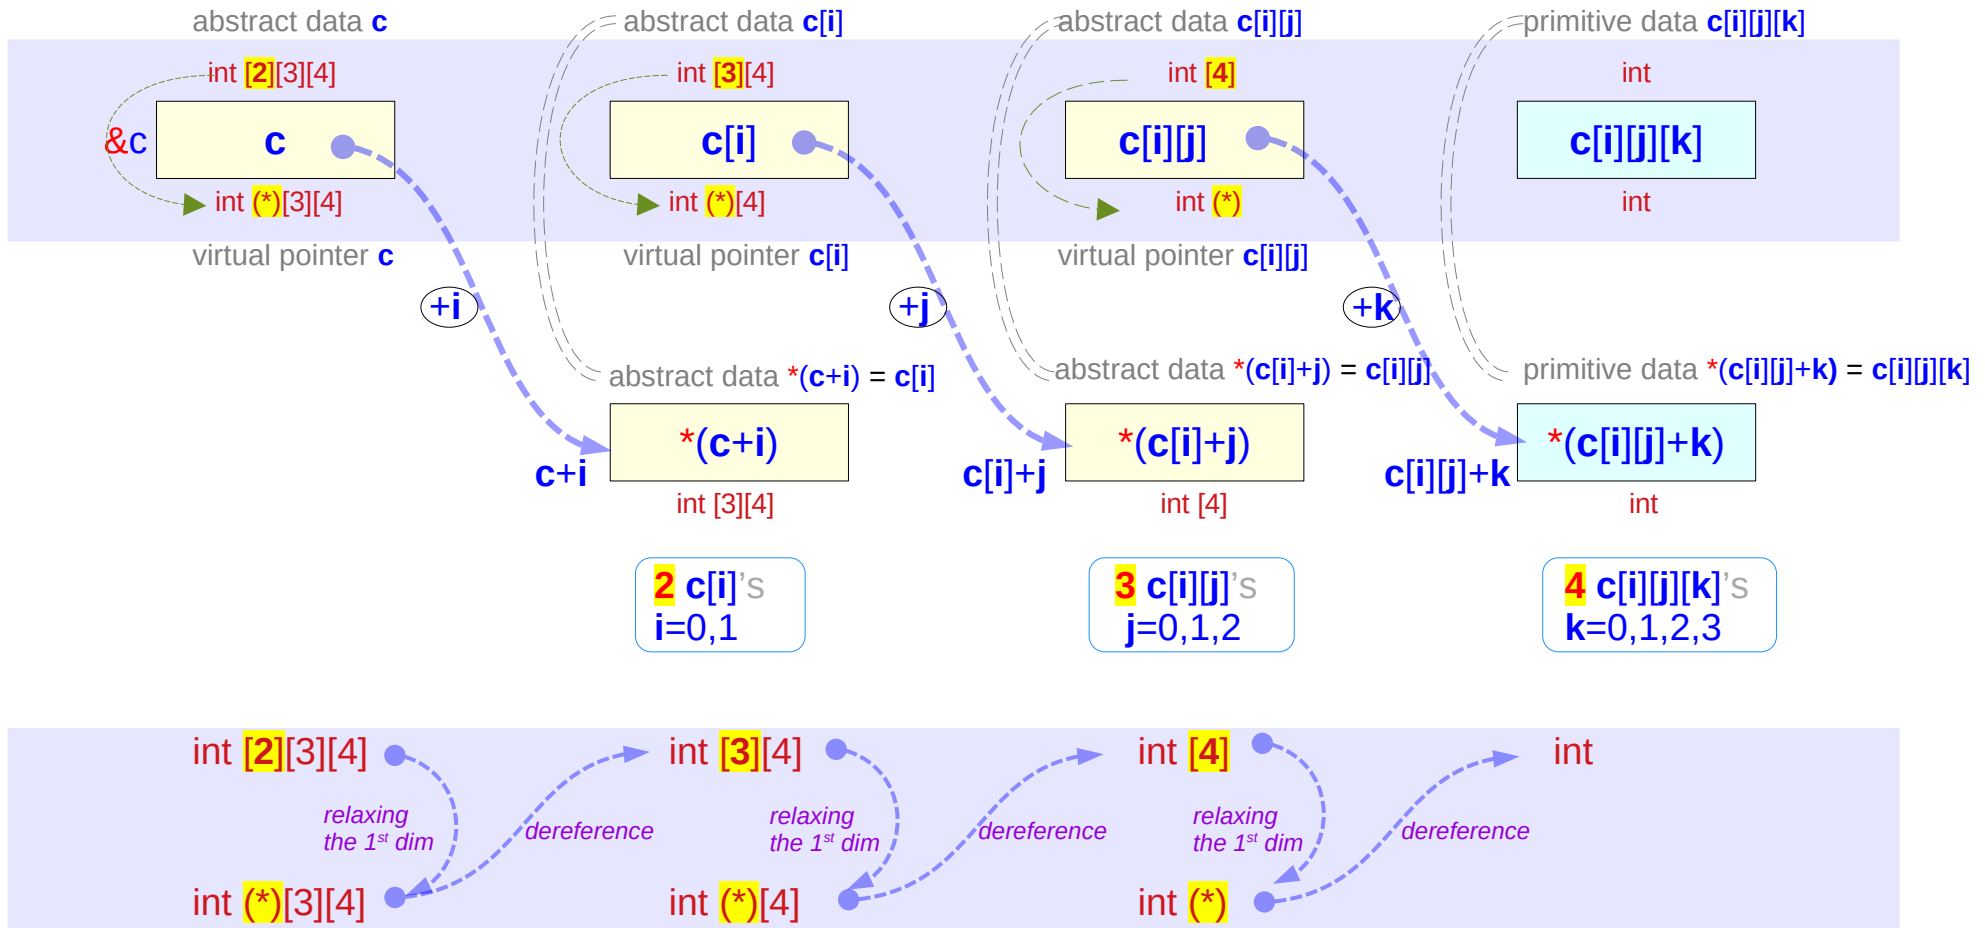 abstract data c
abstract data c[i]
abstract data c[i][j]
primitive data c[i][j][k]
int [2][3][4]
int [3][4]
int [4]
int
&c
c
c[i]
c[i][j]
c[i][j][k]
int (*)[3][4]
int (*)[4]
int (*)
int
virtual pointer c
virtual pointer c[i]
virtual pointer c[i][j]
+i
+j
+k
abstract data *(c+i) = c[i]
abstract data *(c[i]+j) = c[i][j]
primitive data *(c[i][j]+k) = c[i][j][k]
*(c+i)
*(c[i]+j)
*(c[i][j]+k)
c+i
c[i]+j
c[i][j]+k
int [3][4]
int [4]
int
2 c[i]’s
i=0,1
3 c[i][j]’s
j=0,1,2
4 c[i][j][k]’s
k=0,1,2,3
int [2][3][4]
int [3][4]
int [4]
int
relaxing
the 1st dim
dereference
relaxing
the 1st dim
dereference
relaxing
the 1st dim
dereference
int (*)[3][4]
int (*)[4]
int (*)